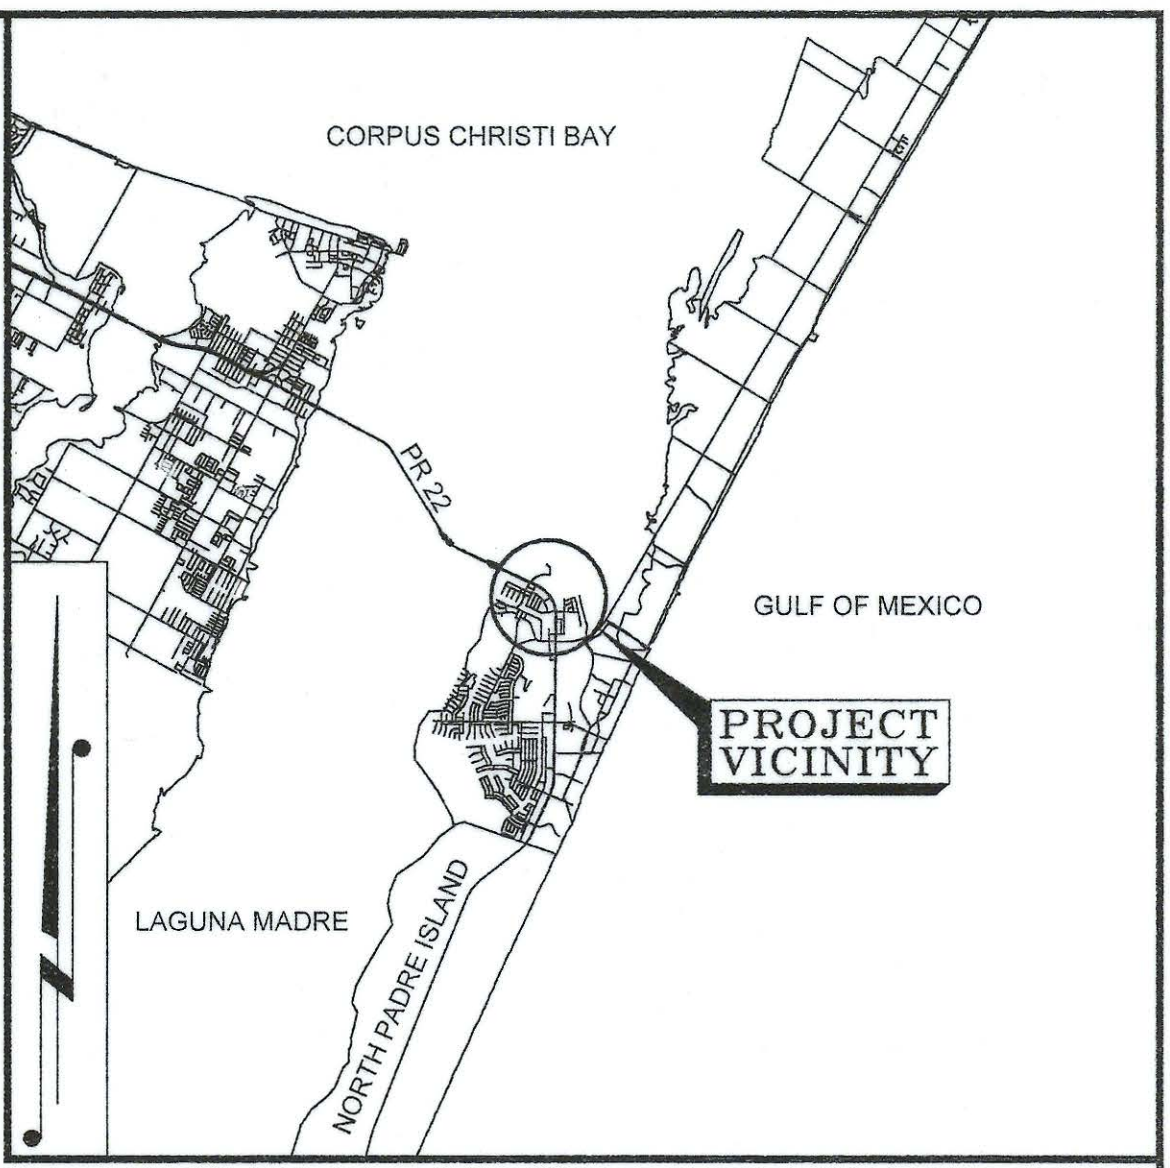 CORPUS CHRISTI BAY
PR 22
GULF OF MEXICO
PROJECT
VICINITY
LAGUNA MADRE
NORTH PADRE ISLAND